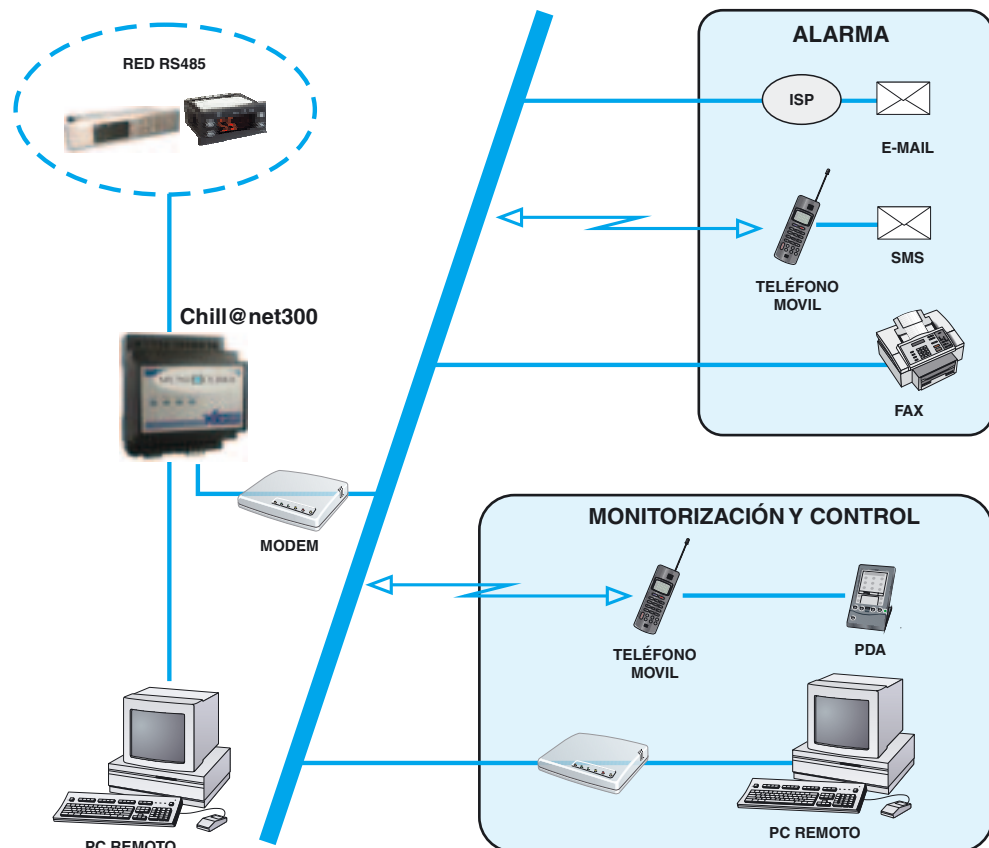 RED RS485
ALARMA
ISP
E-MAIL
SMS
TELÉFONO
MOVIL
FAX
Chill@net300
MODEM
MONITORIZACIÓN Y CONTROL
TELÉFONO
MOVIL
PDA
PC REMOTO
PC REMOTO